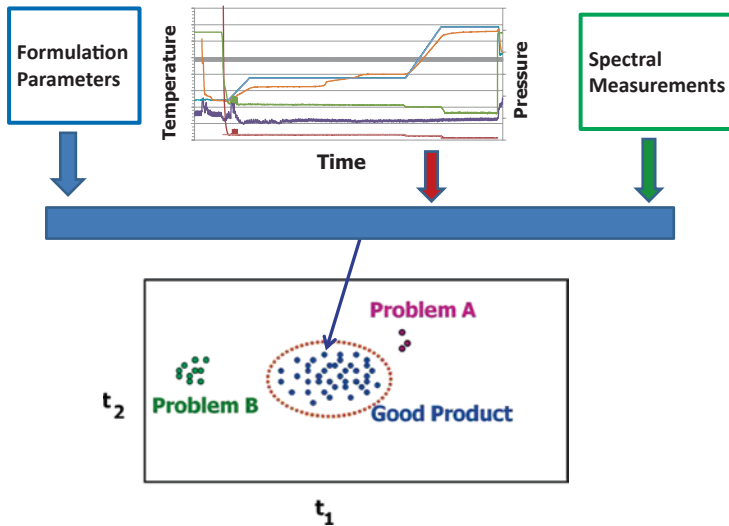 Formulation
Parameters
Temperature
Pressure
Time
Spectral
Measurements
Problem A
Problem B
Good Product
t2
t1